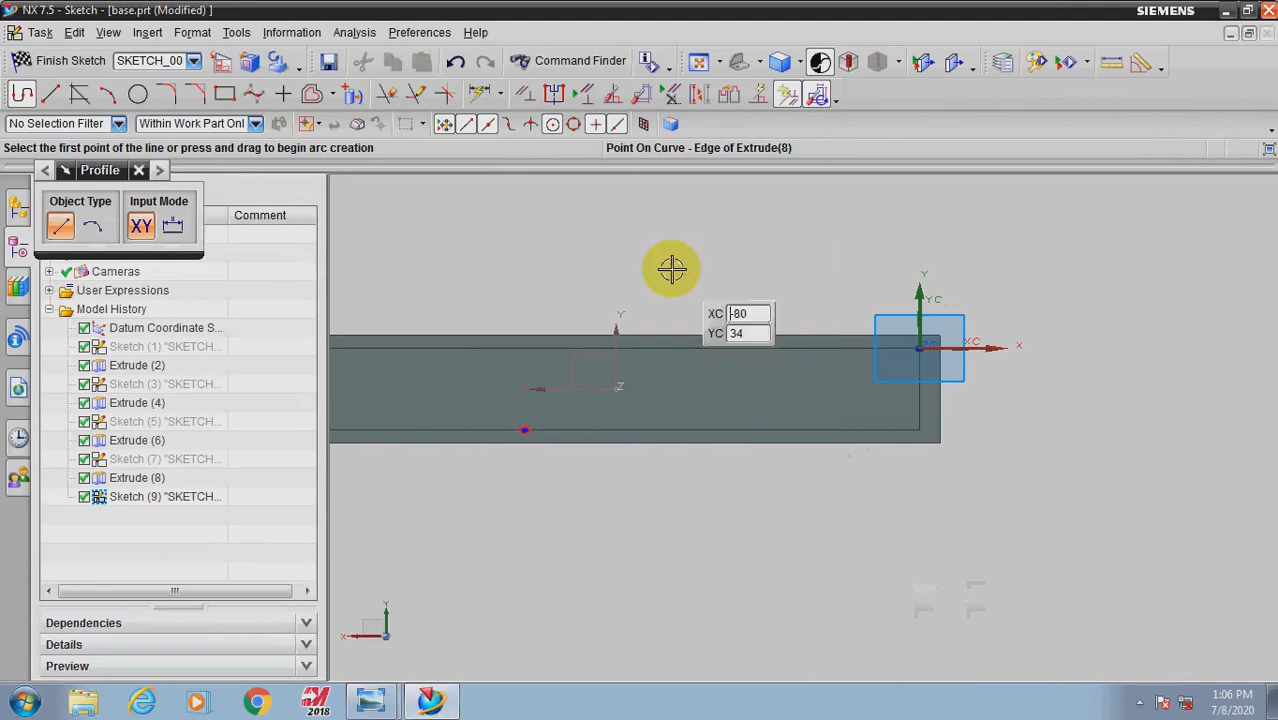 NX 7.5 - Sketch - [base.prt (Modified) ]
SIEMENS
Task Edit View Insert Format Tools Information Analysis Preferences Help
Finish Sketch SKETCH_00
Command Finder
No Selection Filter Within Work Part Onl
Select the first point of the line or press and drag to begin arc creation
Point On Curve - Edge of Extrude(8)
Profile
Object Type Input Mode
XY
Comment
Cameras
User Expressions
Model History
Datum Coordinate S...
Sketch (1) "SKETCH...
Extrude (2)
Sketch (3) "SKETCH...
Extrude (4)
Sketch (5) "SKETCH...
Extrude (6)
Sketch (7) "SKETCH...
Extrude (8)
Sketch (9) "SKETCH...
Dependencies
Details
Preview
XC -80
YC 34
Y
Z
Y
YC
XC
X
ZC
Y
X
2018
1:06 PM
7/8/2020